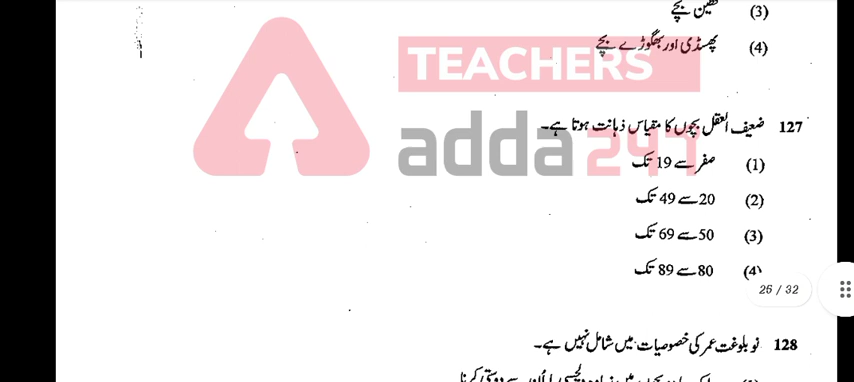 (3) ذہین بچے
(4) پھسڈی اور بھگوڑے بچے
TEACHERS
adda247
127 ضعیف العقل بچوں کا مقیاس ذہانت ہوتا ہے۔
(1) صفر سے 19 تک
(2) 20 سے 49 تک
(3) 50 سے 69 تک
(4) 80 سے 89 تک
25 / 32
128 نو بلوغت عمر کی خصوصیات میں شامل نہیں ہے۔